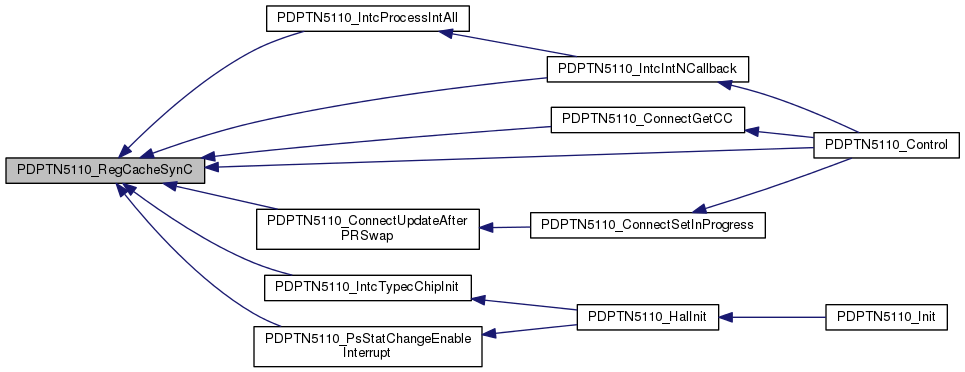 PDPTN5110_IntcProcessIntAll
PDPTN5110_IntcIntNCallback
PDPTN5110_ConnectGetCC
PDPTN5110_Control
PDPTN5110_RegCacheSynC
PDPTN5110_ConnectUpdateAfter
PRSwap
PDPTN5110_ConnectSetInProgress
PDPTN5110_IntcTypecChipInit
PDPTN5110_HalInit
PDPTN5110_Init
PDPTN5110_PsStatChangeEnable
Interrupt